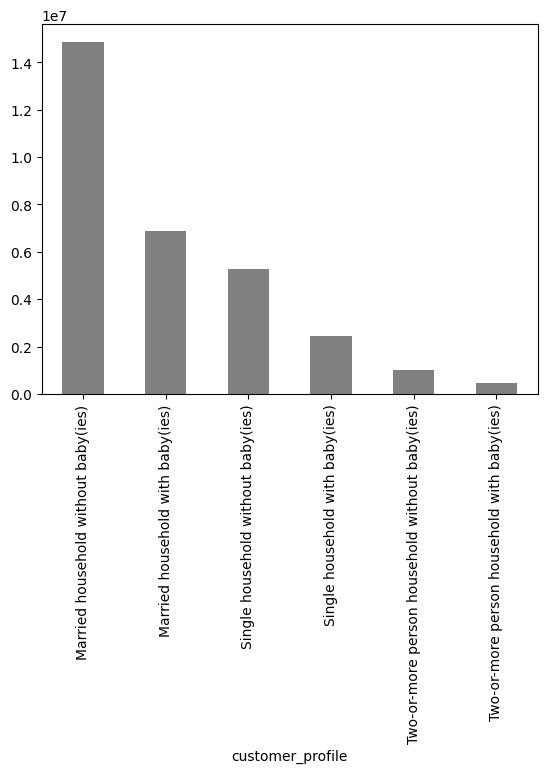 1e7
1.4
1.2
1.0
0.8
0.6
0.4
0.2
0.0
Married household without baby(ies)
Married household with baby(ies)
Single household without baby(ies)
Single household with baby(ies)
Two-or-more person household without baby(ies)
Two-or-more person household with baby(ies)
customer_profile